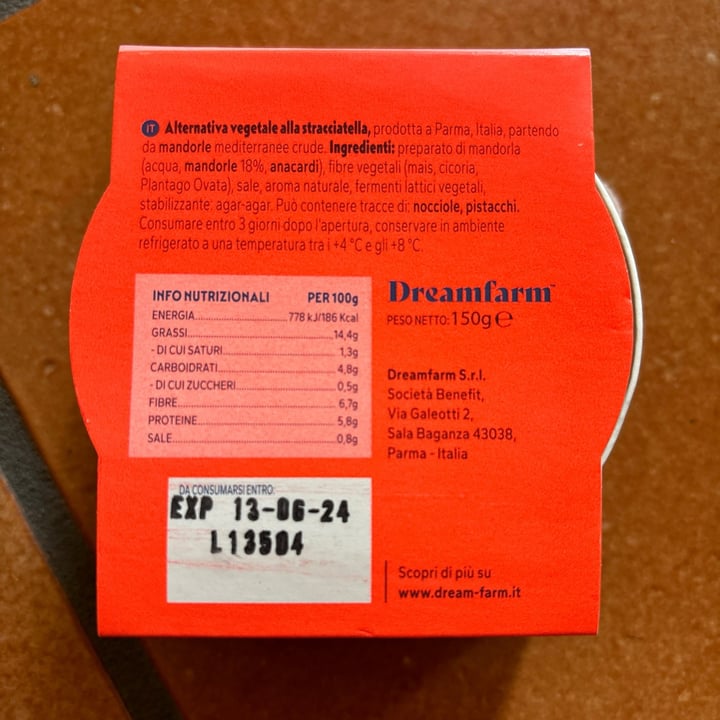 IT Alternativa vegetale alla stracciatella, prodotta a Parma, Italia, partendo
da mandorle mediterranee crude. Ingredienti: preparato di mandorla
(acqua, mandorle 18%, anacardi), fibre vegetali (mais, cicoria,
Plantago Ovata), sale, aroma naturale, fermenti lattici vegetali,
stabilizzante: agar-agar. Può contenere tracce di: nocciole, pistacchi.
Consumare entro 3 giorni dopo l'apertura, conservare in ambiente
refrigerato a una temperatura tra i +4 °C e gli +8 °C.
INFO NUTRIZIONALI PER 100g
ENERGIA 778 kJ/186 Kcal
GRASSI 14,4g
- DI CUI SATURI 1,3g
CARBOIDRATI 4,8g
- DI CUI ZUCCHERI 0,5g
FIBRE 6,7g
PROTEINE 5,8g
SALE 0,8g
Dreamfarm™
PESO NETTO: 150g ℮
Dreamfarm S.r.l.
Società Benefit,
Via Galeotti 2,
Sala Baganza 43038,
Parma - Italia
DA CONSUMARSI ENTRO:
EXP 13-06-24
L13504
Scopri di più su
www.dream-farm.it